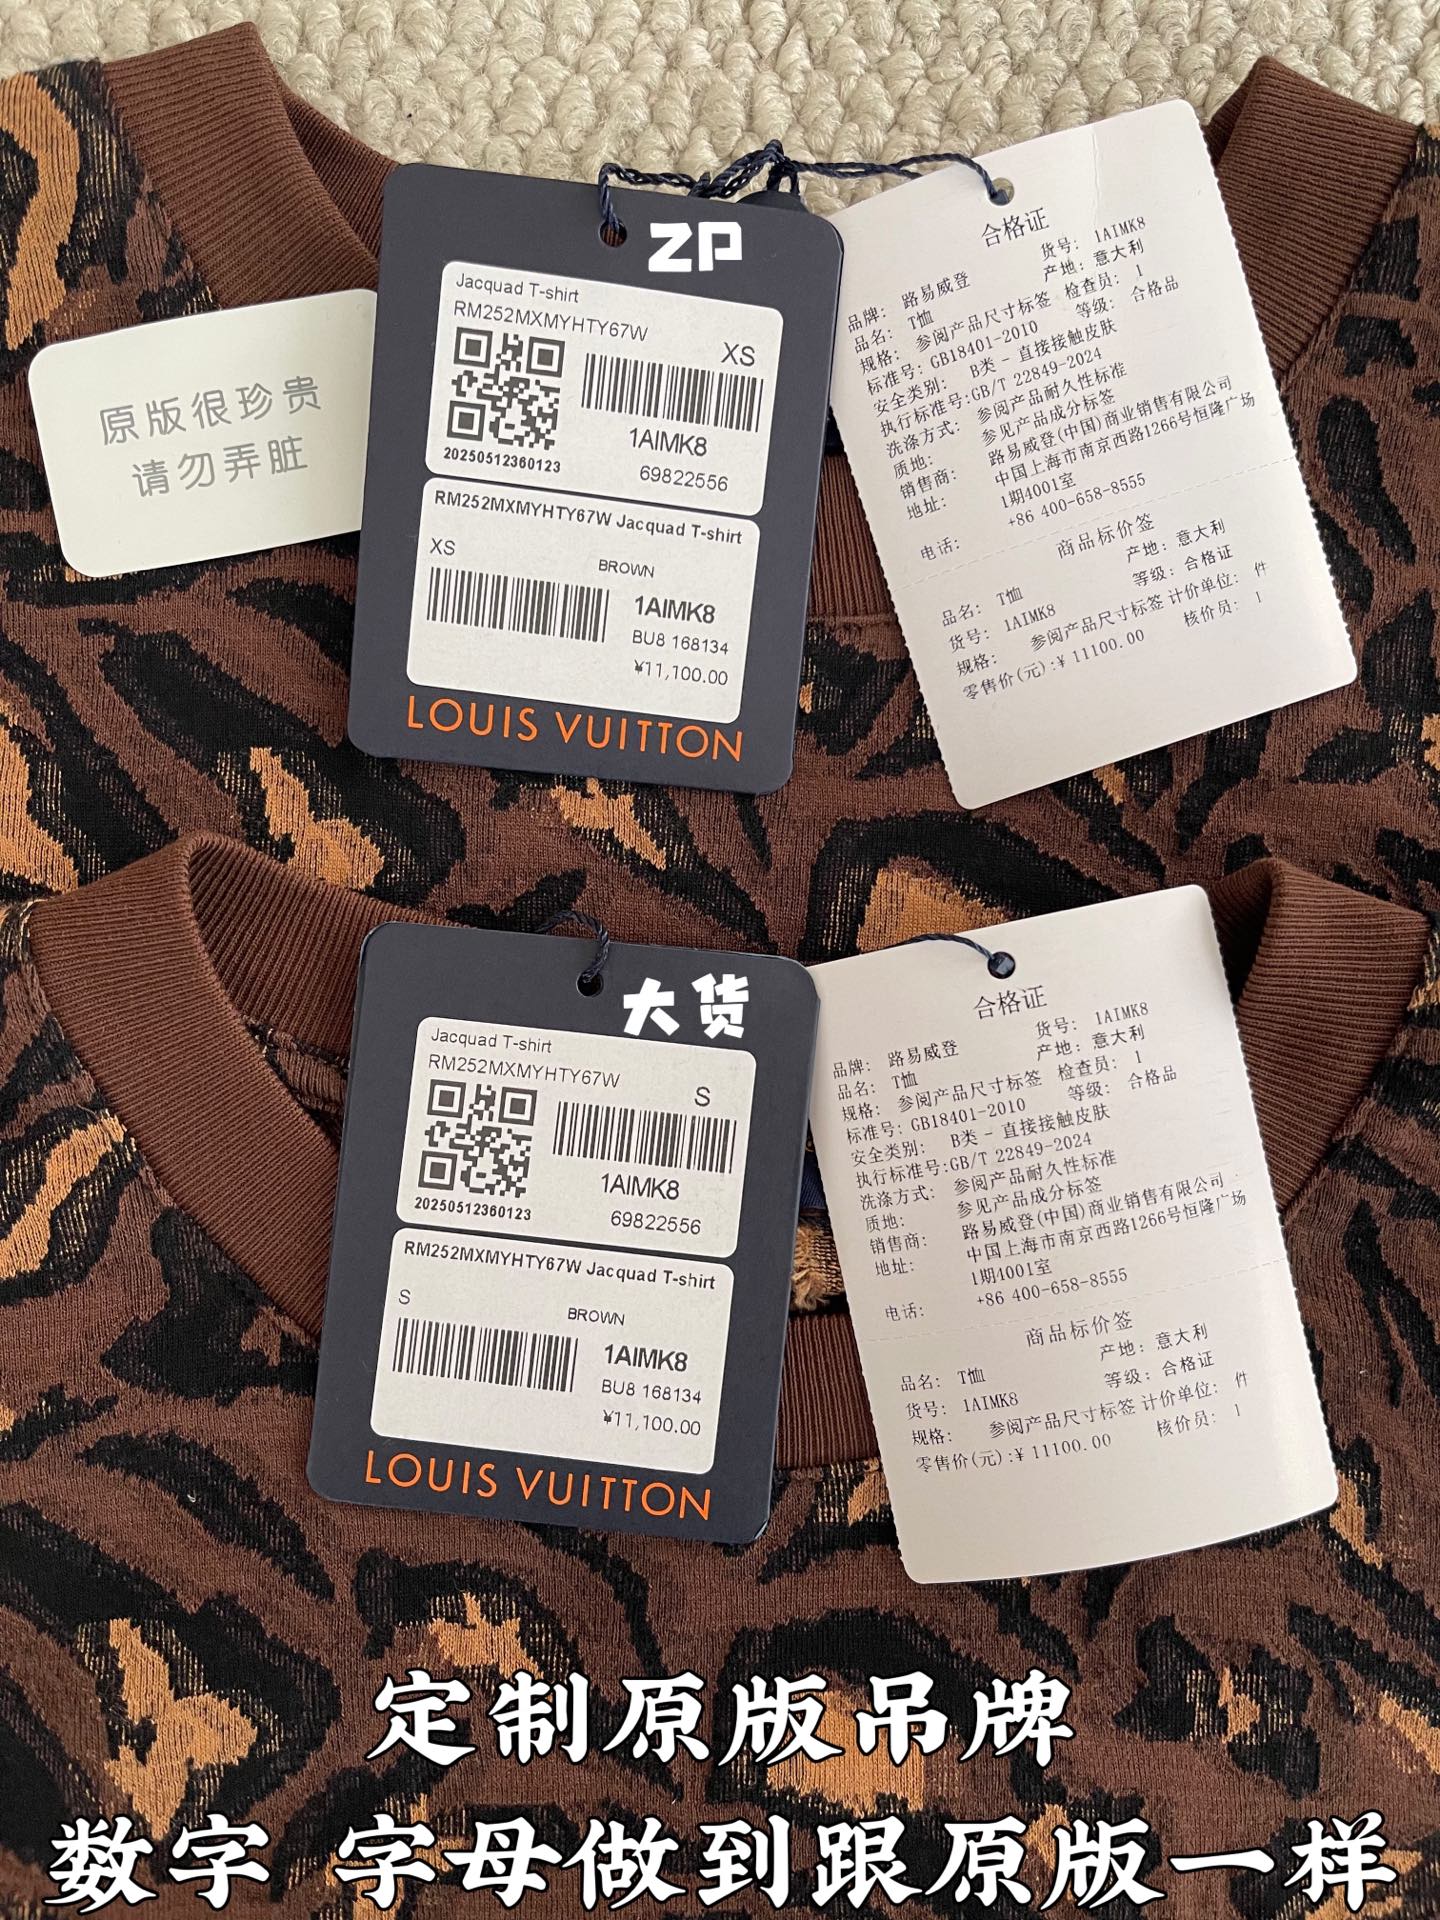 原版很珍贵
请勿弄脏
ZP
Jacquad T-shirt
RM252MXMYHTY67W
XS
1AIMK8
20250512360123
69822556
RM252MXMYHTY67W Jacquad T-shirt
XS
BROWN
1AIMK8
BU8 168134
¥11,100.00
LOUIS VUITTON
合格证
货号: 1AIMK8
品牌: 路易威登 产地: 意大利
品名: T恤 检查员: 1
规格: 参阅产品尺寸标签 等级: 合格品
标准号: GB18401-2010
安全类别: B类 - 直接接触皮肤
执行标准号:GB/T 22849-2024
洗涤方式: 参阅产品耐久性标准
质地: 参见产品成分标签
销售商: 路易威登(中国)商业销售有限公司
地址: 中国上海市南京西路1266号恒隆广场
1期4001室
电话: +86 400-658-8555
商品标价签
产地: 意大利
品名: T恤 等级: 合格证
货号: 1AIMK8 计价单位: 件
规格: 参阅产品尺寸标签 核价员: 1
零售价(元):¥ 11100.00
大货
Jacquad T-shirt
RM252MXMYHTY67W
S
1AIMK8
20250512360123
69822556
RM252MXMYHTY67W Jacquad T-shirt
S
BROWN
1AIMK8
BU8 168134
¥11,100.00
LOUIS VUITTON
合格证
货号: 1AIMK8
品牌: 路易威登 产地: 意大利
品名: T恤 检查员: 1
规格: 参阅产品尺寸标签 等级: 合格品
标准号: GB18401-2010
安全类别: B类 - 直接接触皮肤
执行标准号:GB/T 22849-2024
洗涤方式: 参阅产品耐久性标准
质地: 参见产品成分标签
销售商: 路易威登(中国)商业销售有限公司
地址: 中国上海市南京西路1266号恒隆广场
1期4001室
电话: +86 400-658-8555
商品标价签
产地: 意大利
品名: T恤 等级: 合格证
货号: 1AIMK8 计价单位: 件
规格: 参阅产品尺寸标签 核价员: 1
零售价(元):¥ 11100.00
定制原版吊牌
数字 字母做到跟原版一样